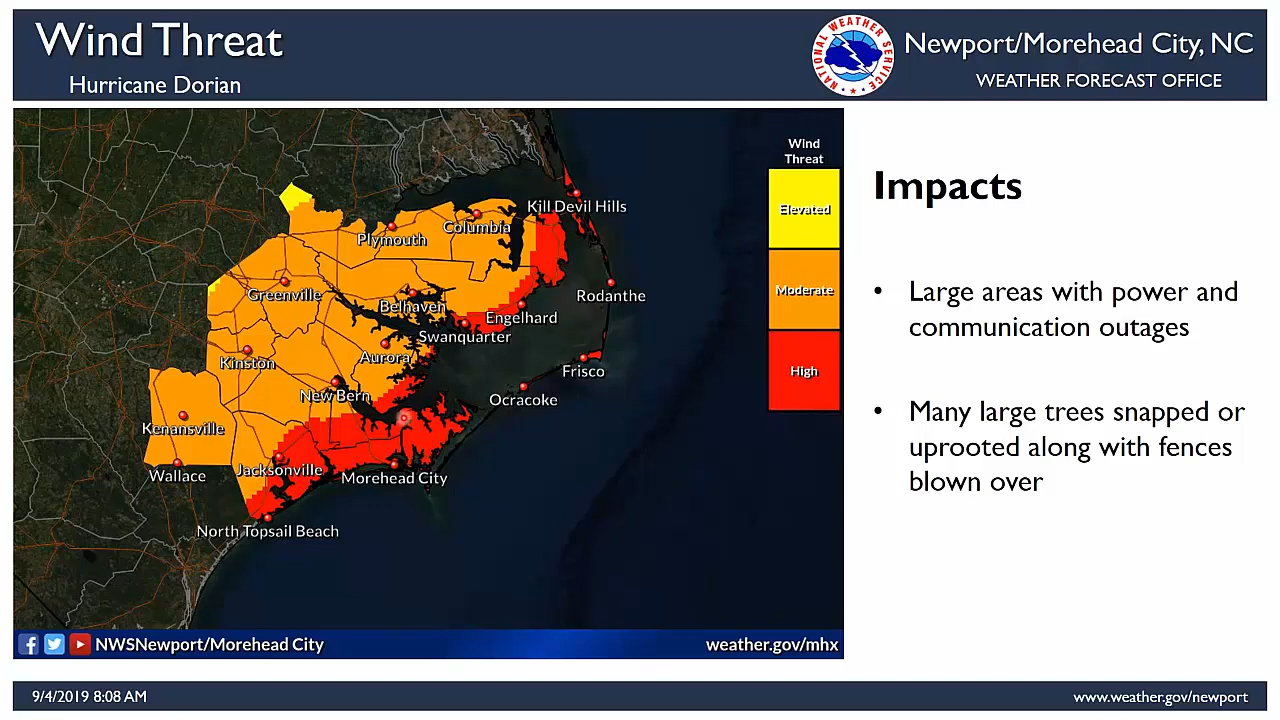 Wind Threat
Hurricane Dorian
NATIONAL WEATHER SERVICE
Newport/Morehead City, NC
WEATHER FORECAST OFFICE
Wind
Threat
Elevated
Moderate
High
Kill Devil Hills
Columbia
Plymouth
Greenville
Belhaven
Rodanthe
Engelhard
Swanquarter
Kinston
Aurora
Frisco
New Bern
Ocracoke
Kenansville
Wallace
Jacksonville
Morehead City
North Topsail Beach
NWSNewport/Morehead City
weather.gov/mhx
Impacts
• Large areas with power and
communication outages
• Many large trees snapped or
uprooted along with fences
blown over
9/4/2019 8:08 AM
www.weather.gov/newport